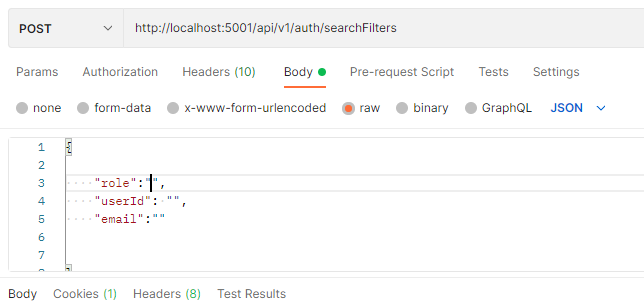 POST http://localhost:5001/api/v1/auth/searchFilters
Params Authorization Headers (10) Body Pre-request Script Tests Settings
none form-data x-www-form-urlencoded raw binary GraphQL JSON
1 {
2
3 "role":"",
4 "userId": "",
5 "email":""
6
7
8 }
Body Cookies (1) Headers (8) Test Results